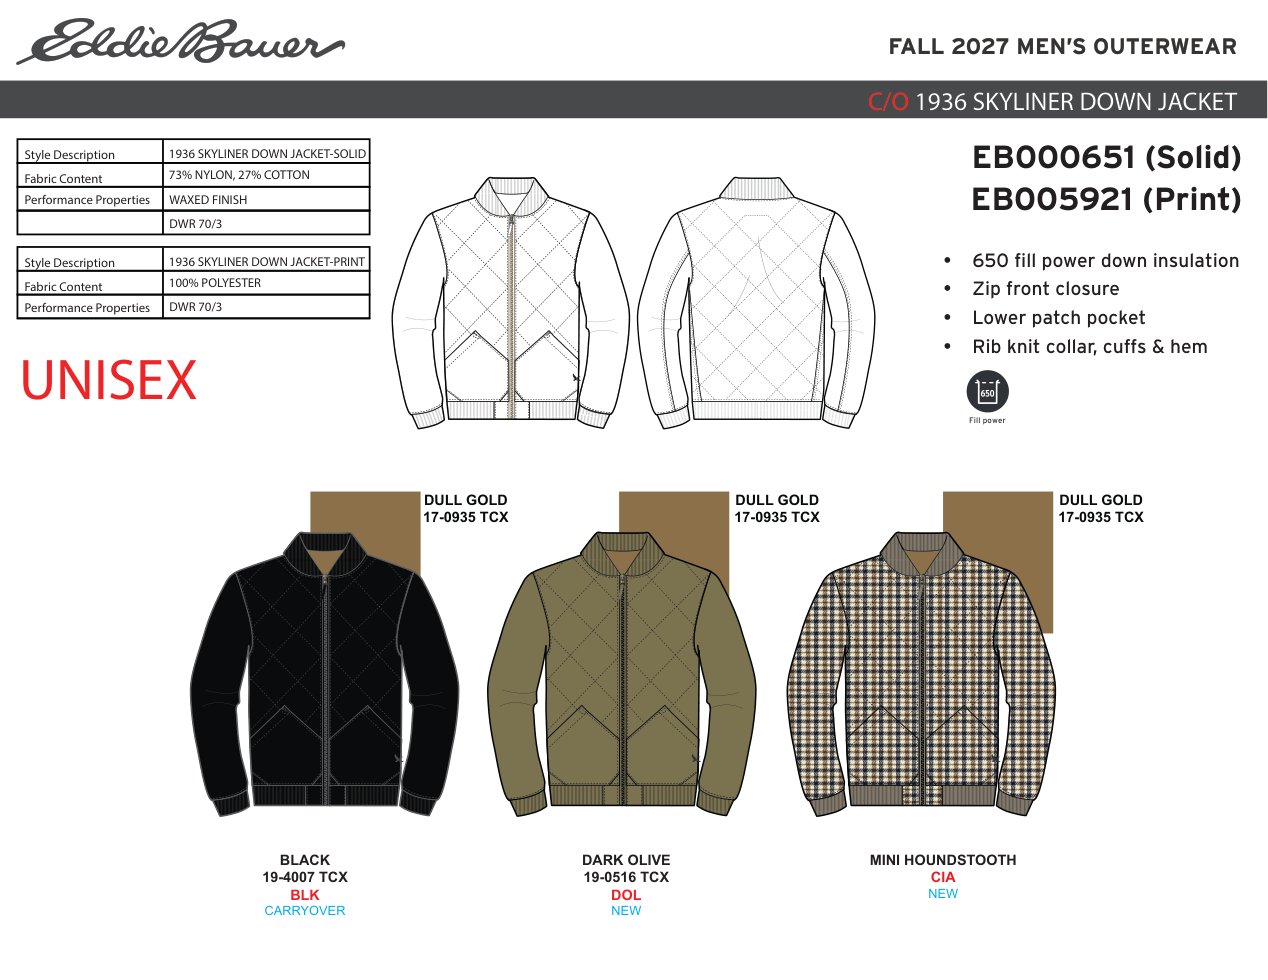 Eddie Bauer
FALL 2027 MEN'S OUTERWEAR
C/O 1936 SKYLINER DOWN JACKET
Style Description 1936 SKYLINER DOWN JACKET-SOLID
Fabric Content 73% NYLON, 27% COTTON
Performance Properties WAXED FINISH
DWR 70/3
Style Description 1936 SKYLINER DOWN JACKET-PRINT
Fabric Content 100% POLYESTER
Performance Properties DWR 70/3
UNISEX
EB000651 (Solid)
EB005921 (Print)
• 650 fill power down insulation
• Zip front closure
• Lower patch pocket
• Rib knit collar, cuffs & hem
650
Fill power
DULL GOLD
17-0935 TCX
DULL GOLD
17-0935 TCX
DULL GOLD
17-0935 TCX
BLACK
19-4007 TCX
BLK
CARRYOVER
DARK OLIVE
19-0516 TCX
DOL
NEW
MINI HOUNDSTOOTH
CIA
NEW